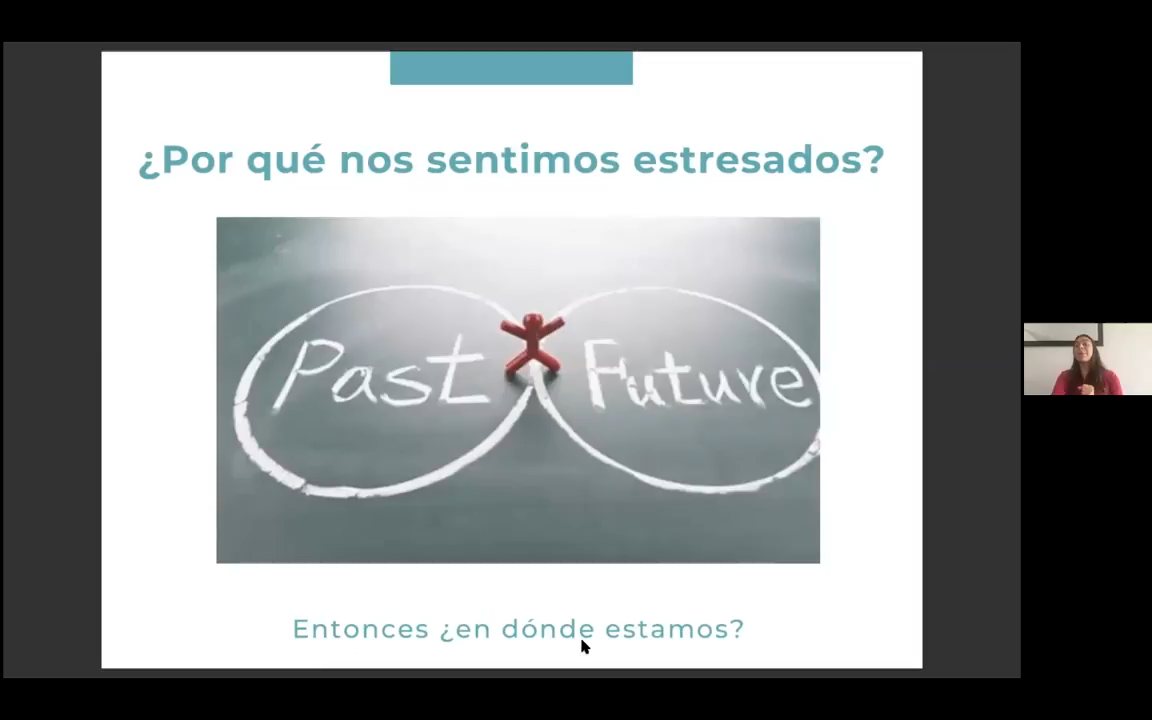 ¿Por qué nos sentimos estresados?
Past Future
Entonces ¿en dónde estamos?